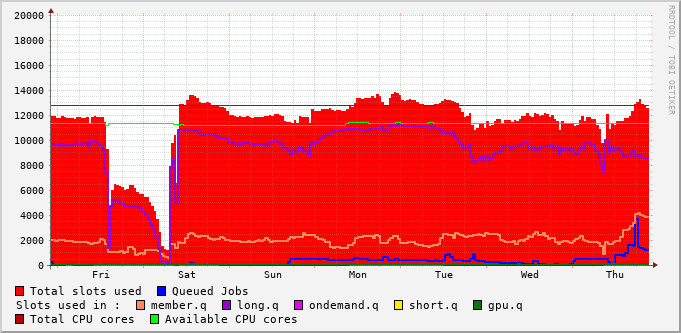 RRDTOOL / TOBI OETIKER
20000
18000
16000
14000
12000
10000
8000
6000
4000
2000
0
Fri Sat Sun Mon Tue Wed Thu
Total slots used Queued Jobs
Slots used in : member.q long.q ondemand.q short.q gpu.q
Total CPU cores Available CPU cores